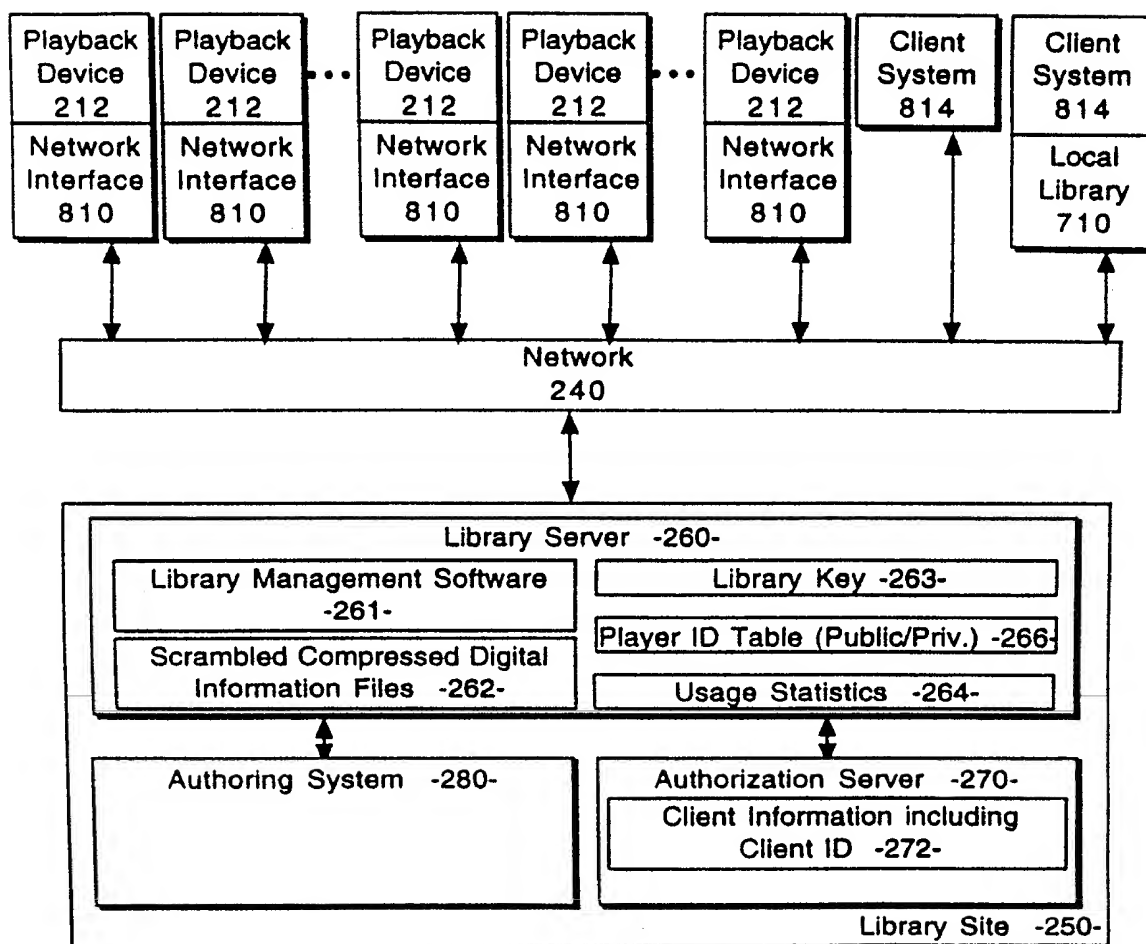 Playback
Device
212
Network
Interface
810
Playback
Device
212
Network
Interface
810
Playback
Device
212
Network
Interface
810
Playback
Device
212
Network
Interface
810
Playback
Device
212
Network
Interface
810
Client
System
814
Client
System
814
Local
Library
710
Network
240
Library Server -260-
Library Management Software
-261-
Scrambled Compressed Digital
Information Files -262-
Library Key -263-
Player ID Table (Public/Priv.) -266-
Usage Statistics -264-
Authoring System -280-
Authorization Server -270-
Client Information including
Client ID -272-
Library Site -250-